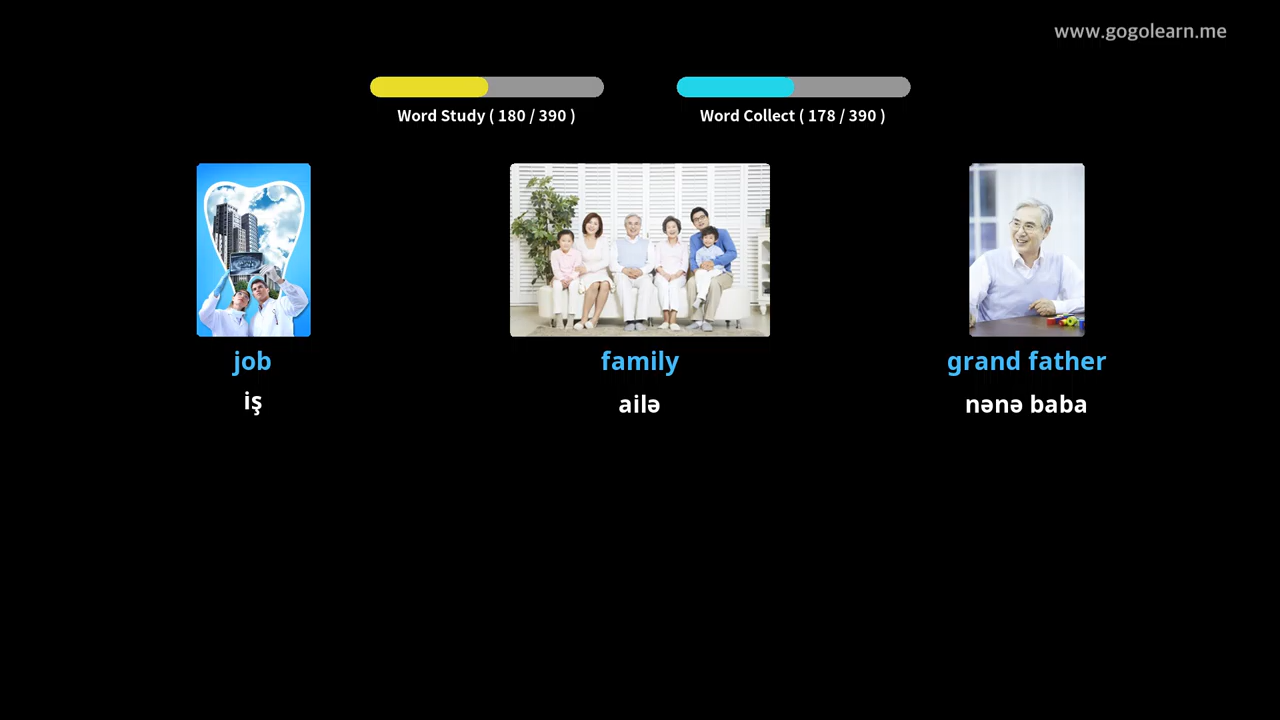 www.gogolearn.me
Word Study ( 180 / 390 )
Word Collect ( 178 / 390 )
job
family
grand father
iş
ailə
nənə baba